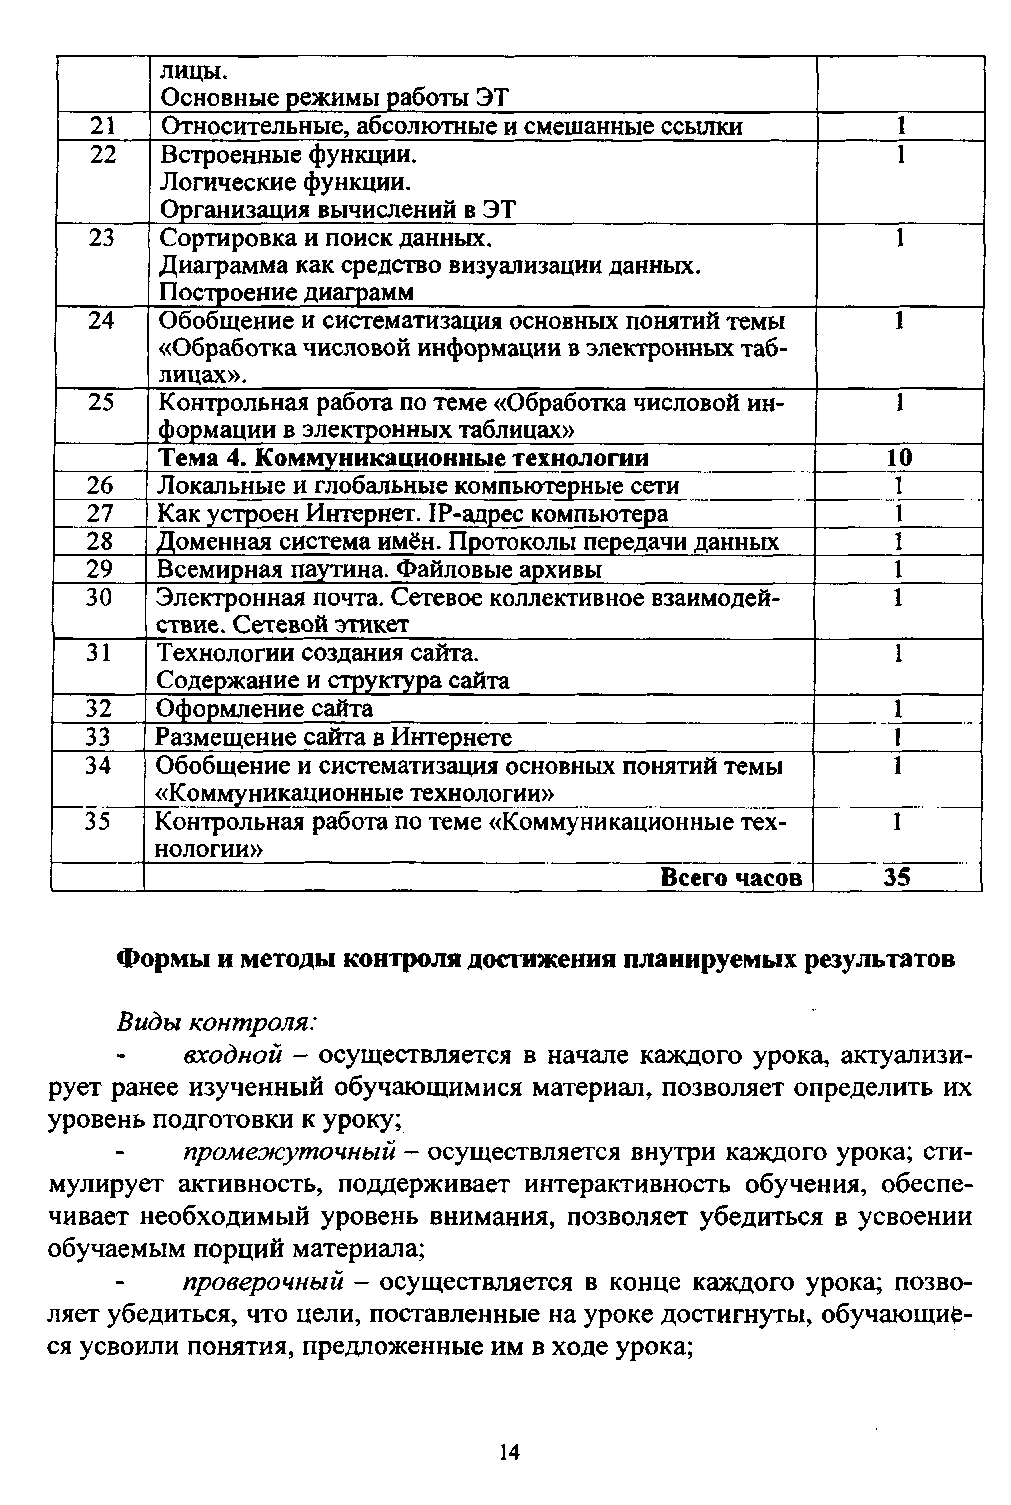 лицы.
Основные режимы работы ЭТ
21 Относительные, абсолютные и смешанные ссылки 1
22 Встроенные функции. 1
Логические функции.
Организация вычислений в ЭТ
23 Сортировка и поиск данных. 1
Диаграмма как средство визуализации данных.
Построение диаграмм
24 Обобщение и систематизация основных понятий темы 1
«Обработка числовой информации в электронных таб-
лицах».
25 Контрольная работа по теме «Обработка числовой ин- 1
формации в электронных таблицах»
Тема 4. Коммуникационные технологии 10
26 Локальные и глобальные компьютерные сети 1
27 Как устроен Интернет. IP-адрес компьютера 1
28 Доменная система имён. Протоколы передачи данных 1
29 Всемирная паутина. Файловые архивы 1
30 Электронная почта. Сетевое коллективное взаимодей- 1
ствие. Сетевой этикет
31 Технологии создания сайта. 1
Содержание и структура сайта
32 Оформление сайта 1
33 Размещение сайта в Интернете 1
34 Обобщение и систематизация основных понятий темы 1
«Коммуникационные технологии»
35 Контрольная работа по теме «Коммуникационные тех- 1
нологии»
Всего часов 35
Формы и методы контроля достижения планируемых результатов
Виды контроля:
- входной – осуществляется в начале каждого урока, актуализи-
рует ранее изученный обучающимися материал, позволяет определить их
уровень подготовки к уроку;
- промежуточный – осуществляется внутри каждого урока; сти-
мулирует активность, поддерживает интерактивность обучения, обеспе-
чивает необходимый уровень внимания, позволяет убедиться в усвоении
обучаемым порций материала;
- проверочный – осуществляется в конце каждого урока; позво-
ляет убедиться, что цели, поставленные на уроке достигнуты, обучающие-
ся усвоили понятия, предложенные им в ходе урока;
14